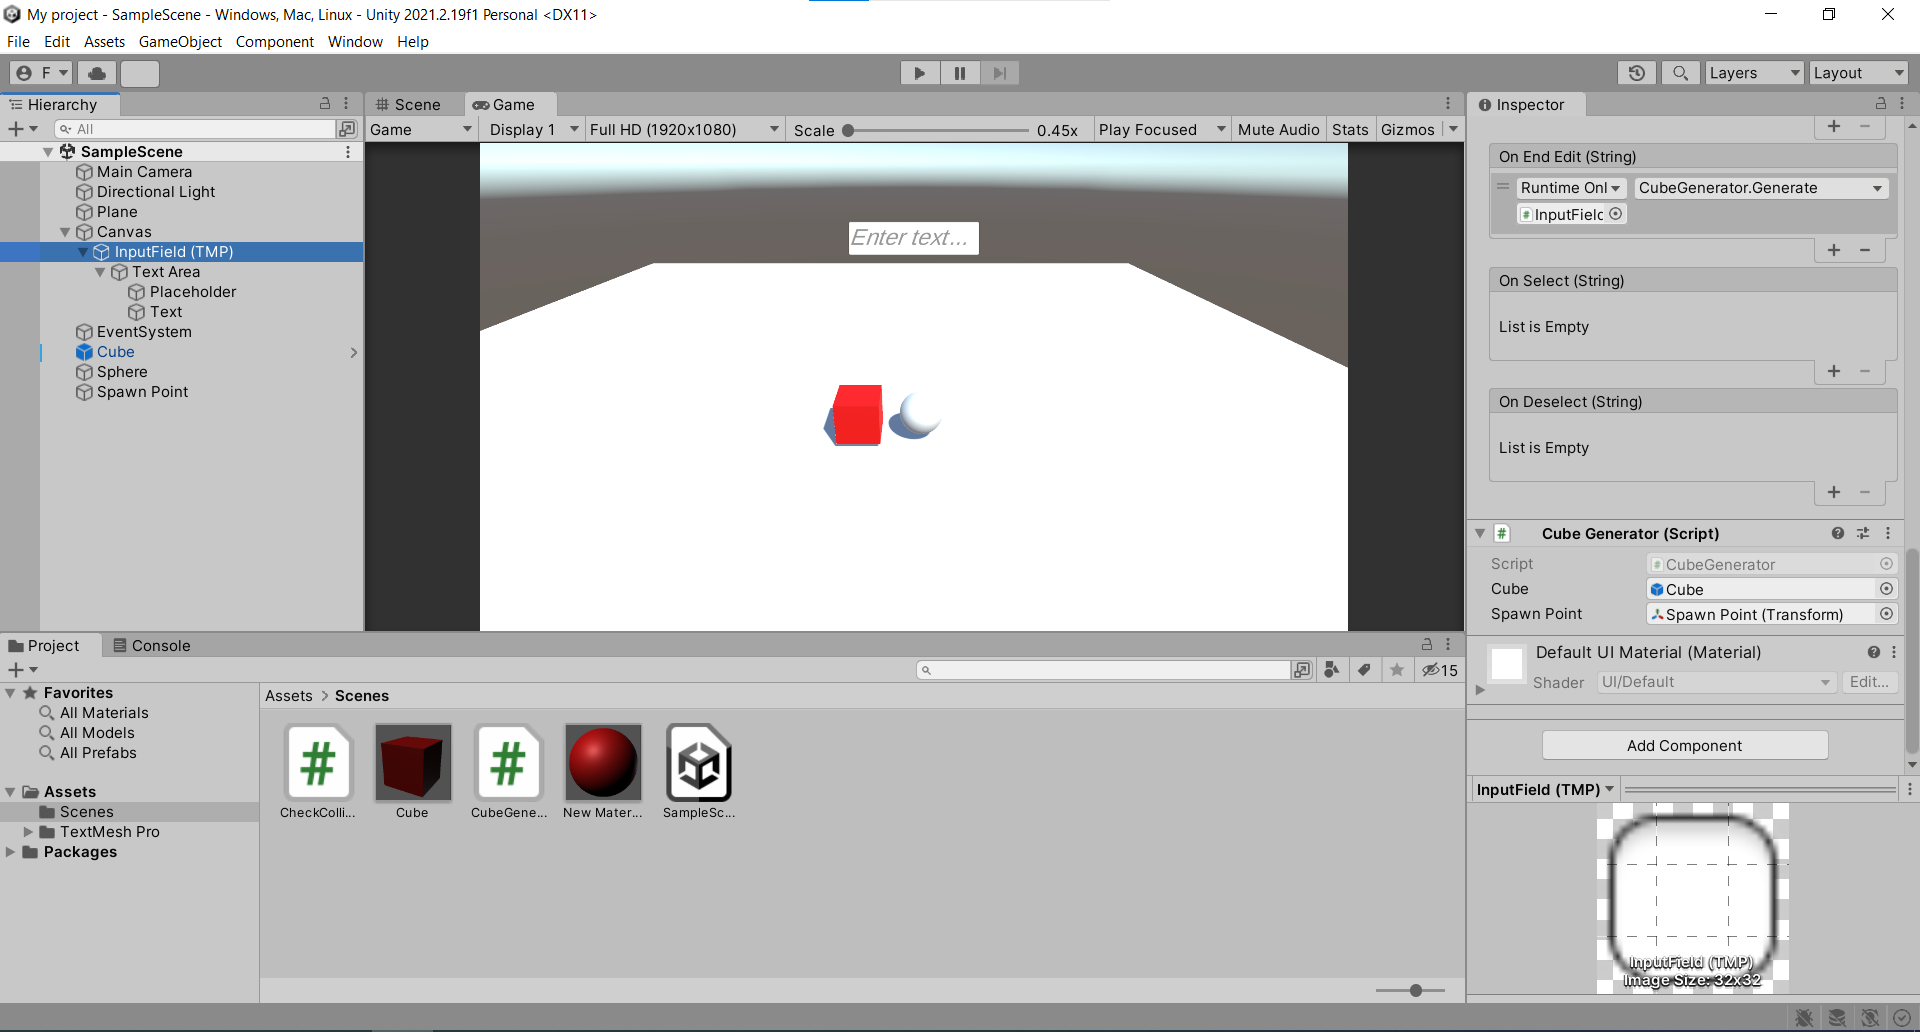 My project - SampleScene - Windows, Mac, Linux - Unity 2021.2.19f1 Personal <DX11>
File Edit Assets GameObject Component Window Help
F
Layers
Layout
Hierarchy
All
SampleScene
Main Camera
Directional Light
Plane
Canvas
InputField (TMP)
Text Area
Placeholder
Text
EventSystem
Cube
Sphere
Spawn Point
Scene
Game
Game
Display 1
Full HD (1920x1080)
Scale
0.45x
Play Focused
Mute Audio
Stats
Gizmos
Enter text...
Inspector
On End Edit (String)
Runtime Onl
CubeGenerator.Generate
InputFielc
On Select (String)
List is Empty
On Deselect (String)
List is Empty
Cube Generator (Script)
Script
CubeGenerator
Cube
Cube
Spawn Point
Spawn Point (Transform)
Default UI Material (Material)
Shader
UI/Default
Edit...
Add Component
InputField (TMP)
InputField (TMP)
Image Size: 32x32
Project
Console
15
Favorites
All Materials
All Models
All Prefabs
Assets
Scenes
TextMesh Pro
Packages
Assets > Scenes
CheckColli...
Cube
CubeGene...
New Mater...
SampleSc...